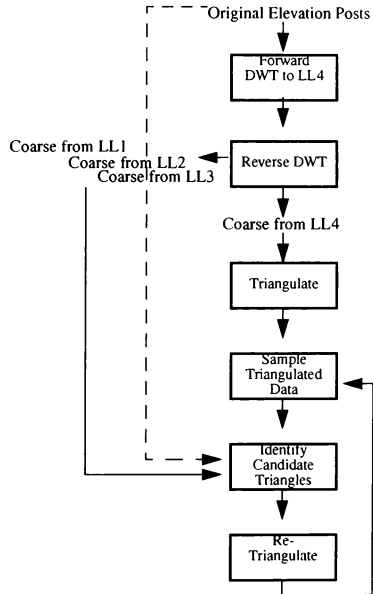 Original Elevation Posts
Forward
DWT to LL4
Coarse from LL1
Coarse from LL2
Coarse from LL3
Reverse DWT
Coarse from LL4
Triangulate
Sample
Triangulated
Data
Identify
Candidate
Triangles
Re-
Triangulate